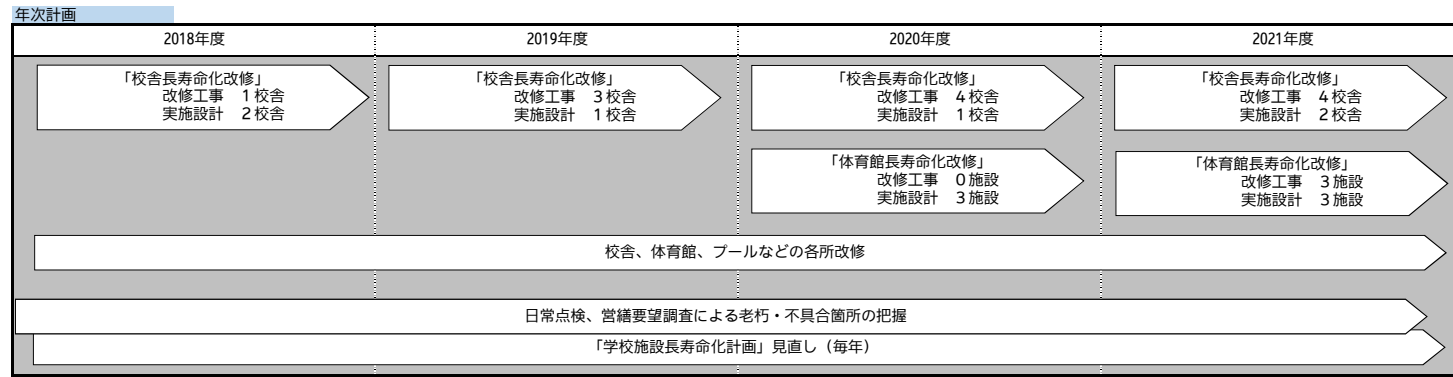 年次計画
2018年度 2019年度 2020年度 2021年度
「校舎長寿命化改修」
改修工事　1校舎
実施設計　2校舎
「校舎長寿命化改修」
改修工事　3校舎
実施設計　1校舎
「校舎長寿命化改修」
改修工事　4校舎
実施設計　1校舎
「校舎長寿命化改修」
改修工事　4校舎
実施設計　2校舎
「体育館長寿命化改修」
改修工事　0施設
実施設計　3施設
「体育館長寿命化改修」
改修工事　3施設
実施設計　3施設
校舎、体育館、プールなどの各所改修
日常点検、営繕要望調査による老朽・不具合箇所の把握
「学校施設長寿命化計画」見直し（毎年）